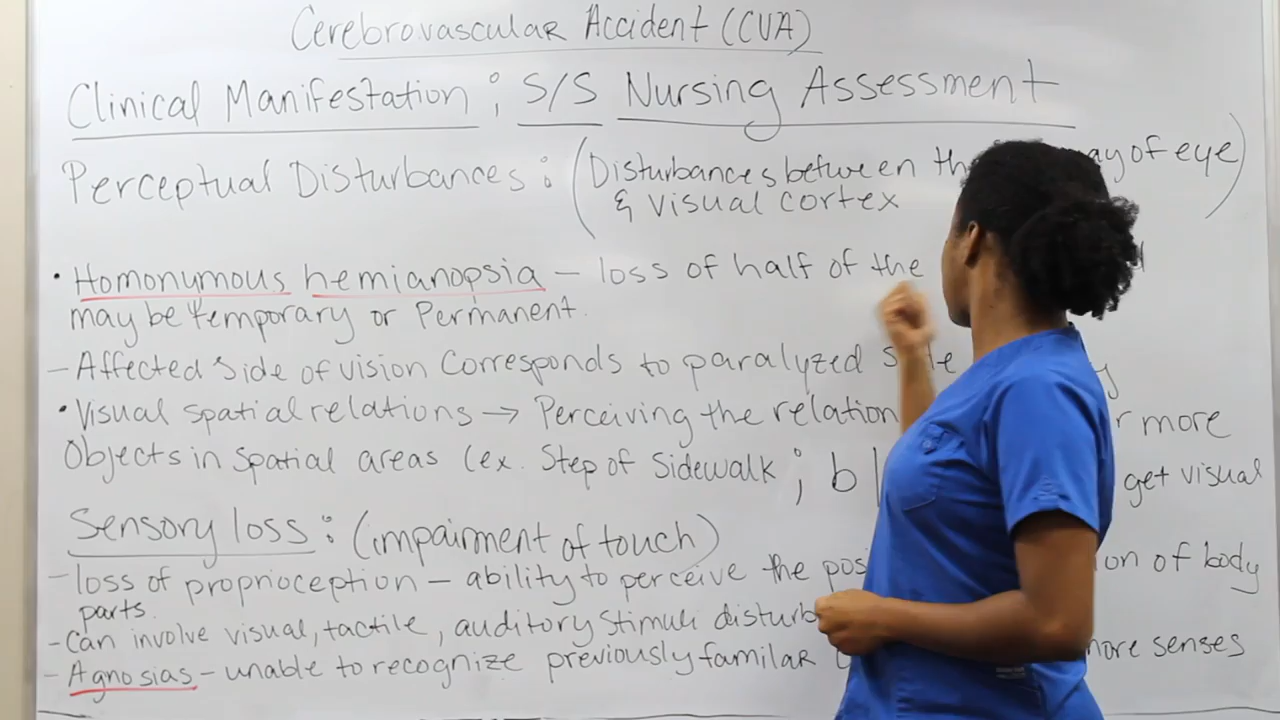 Cerebrovascular Accident (CVA)
Clinical Manifestation ; S/S Nursing Assessment
Perceptual Disturbances : (Disturbances between th ay of eye)
& visual cortex
• Homonymous hemianopsia – loss of half of the
may be temporary or Permanent.
– Affected side of vision Corresponds to paralyzed s
• Visual spatial relations → Perceiving the relation r more
Objects in spatial areas (ex. Step of Sidewalk ; b get visual
Sensory loss : (impairment of touch)
– loss of proprioception – ability to perceive the pos ion of body
parts.
– Can involve visual, tactile, auditory stimuli disturb
– Agnosias – unable to recognize previously familar more senses